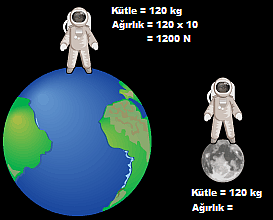 Kütle = 120 kg
Ağırlık = 120 x 10
= 1200 N
Kütle = 120 kg
Ağırlık =